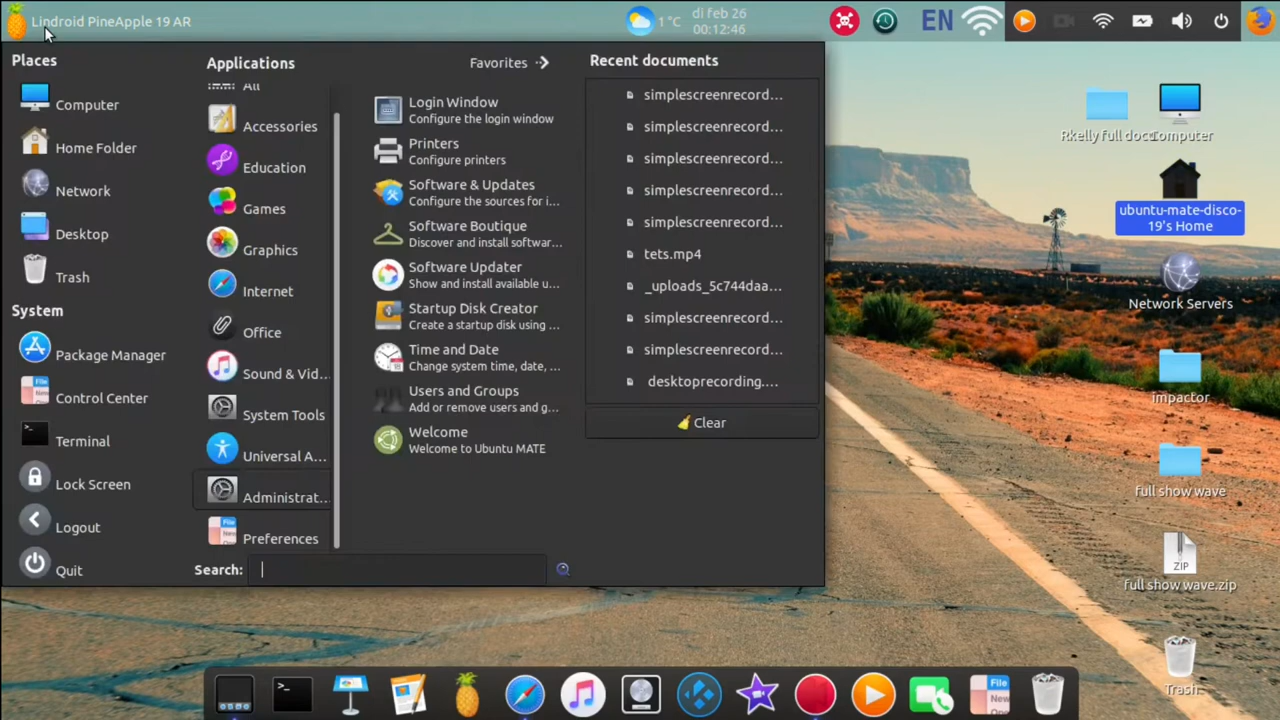 Lindroid PineApple 19 AR
1 °C
di feb 26
00:12:46
EN
Places
Computer
Home Folder
Network
Desktop
Trash
System
Package Manager
Control Center
Terminal
Lock Screen
Logout
Quit
Applications
All
Accessories
Education
Games
Graphics
Internet
Office
Sound & Vid...
System Tools
Universal A...
Administrat...
Preferences
Search:
Favorites
Login Window
Configure the login window
Printers
Configure printers
Software & Updates
Configure the sources for i...
Software Boutique
Discover and install softwar...
Software Updater
Show and install available u...
Startup Disk Creator
Create a startup disk using ...
Time and Date
Change system time, date, ...
Users and Groups
Add or remove users and g...
Welcome
Welcome to Ubuntu MATE
Recent documents
simplescreenrecord...
simplescreenrecord...
simplescreenrecord...
simplescreenrecord...
simplescreenrecord...
tets.mp4
_uploads_5c744daa...
simplescreenrecord...
simplescreenrecord...
desktoprecording....
Clear
Rkelly full
Computer
ubuntu-mate-disco-
19's Home
Network Servers
impactor
full show wave
ZIP
full show wave.zip
Trash
File
New